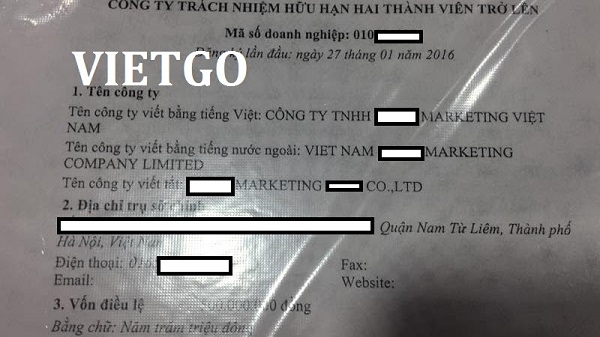 CÔNG TY TRÁCH NHIỆM HỮU HẠN HAI THÀNH VIÊN TRỞ LÊN
Mã số doanh nghiệp: 010
Đăng ký lần đầu: ngày 27 tháng 01 năm 2016
VIETGO
1. Tên công ty
Tên công ty viết bằng tiếng Việt: CÔNG TY TNHH MARKETING VIỆT
NAM
Tên công ty viết bằng tiếng nước ngoài: VIET NAM MARKETING
COMPANY LIMITED
Tên công ty viết tắt: MARKETING CO.,LTD
2. Địa chỉ trụ sở chính
Quận Nam Từ Liêm, Thành phố
Hà Nội, Việt Nam
Điện thoại: Fax:
Email: Website:
3. Vốn điều lệ 500.000.000 đồng
Bằng chữ: Năm trăm triệu đồng